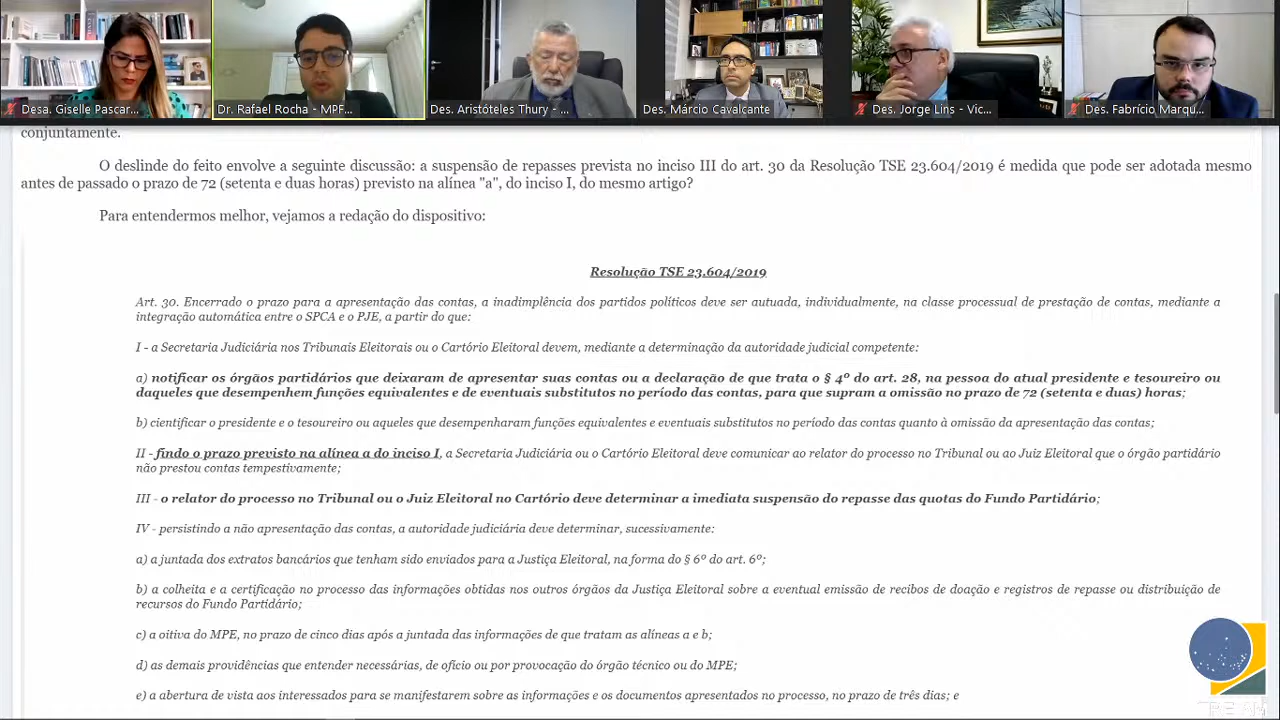 Desa. Giselle Pascar...
Dr. Rafael Rocha - MPF...
Des. Aristóteles Thury - ...
Des. Márcio Cavalcante
Des. Jorge Lins - Vic...
Des. Fabrício Marqu...
conjuntamente.
O deslinde do feito envolve a seguinte discussão: a suspensão de repasses prevista no inciso III do art. 30 da Resolução TSE 23.604/2019 é medida que pode ser adotada mesmo
antes de passado o prazo de 72 (setenta e duas horas) previsto na alínea "a", do inciso I, do mesmo artigo?
Para entendermos melhor, vejamos a redação do dispositivo:
Resolução TSE 23.604/2019
Art. 30. Encerrado o prazo para a apresentação das contas, a inadimplência dos partidos políticos deve ser autuada, individualmente, na classe processual de prestação de contas, mediante a
integração automática entre o SPCA e o PJE, a partir do que:
I - a Secretaria Judiciária nos Tribunais Eleitorais ou o Cartório Eleitoral devem, mediante a determinação da autoridade judicial competente:
a) notificar os órgãos partidários que deixaram de apresentar suas contas ou a declaração de que trata o § 4º do art. 28, na pessoa do atual presidente e tesoureiro ou
daqueles que desempenhem funções equivalentes e de eventuais substitutos no período das contas, para que supram a omissão no prazo de 72 (setenta e duas) horas;
b) cientificar o presidente e o tesoureiro ou aqueles que desempenharam funções equivalentes e eventuais substitutos no período das contas quanto à omissão da apresentação das contas;
II - findo o prazo previsto na alínea a do inciso I, a Secretaria Judiciária ou o Cartório Eleitoral deve comunicar ao relator do processo no Tribunal ou ao Juiz Eleitoral que o órgão partidário
não prestou contas tempestivamente;
III - o relator do processo no Tribunal ou o Juiz Eleitoral no Cartório deve determinar a imediata suspensão do repasse das quotas do Fundo Partidário;
IV - persistindo a não apresentação das contas, a autoridade judiciária deve determinar, sucessivamente:
a) a juntada dos extratos bancários que tenham sido enviados para a Justiça Eleitoral, na forma do § 6º do art. 6º;
b) a colheita e a certificação no processo das informações obtidas nos outros órgãos da Justiça Eleitoral sobre a eventual emissão de recibos de doação e registros de repasse ou distribuição de
recursos do Fundo Partidário;
c) a oitiva do MPE, no prazo de cinco dias após a juntada das informações de que tratam as alíneas a e b;
d) as demais providências que entender necessárias, de ofício ou por provocação do órgão técnico ou do MPE;
e) a abertura de vista aos interessados para se manifestarem sobre as informações e os documentos apresentados no processo, no prazo de três dias; e
TRE-AM